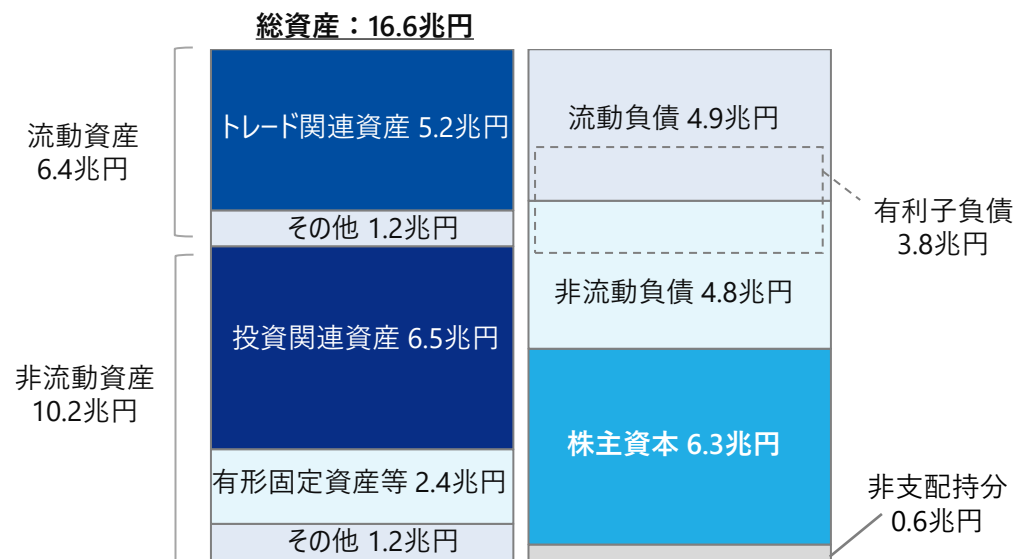 総資産：16.6兆円
流動資産
6.4兆円
トレード関連資産 5.2兆円
その他 1.2兆円
非流動資産
10.2兆円
投資関連資産 6.5兆円
有形固定資産等 2.4兆円
その他 1.2兆円
流動負債 4.9兆円
有利子負債
3.8兆円
非流動負債 4.8兆円
株主資本 6.3兆円
非支配持分
0.6兆円